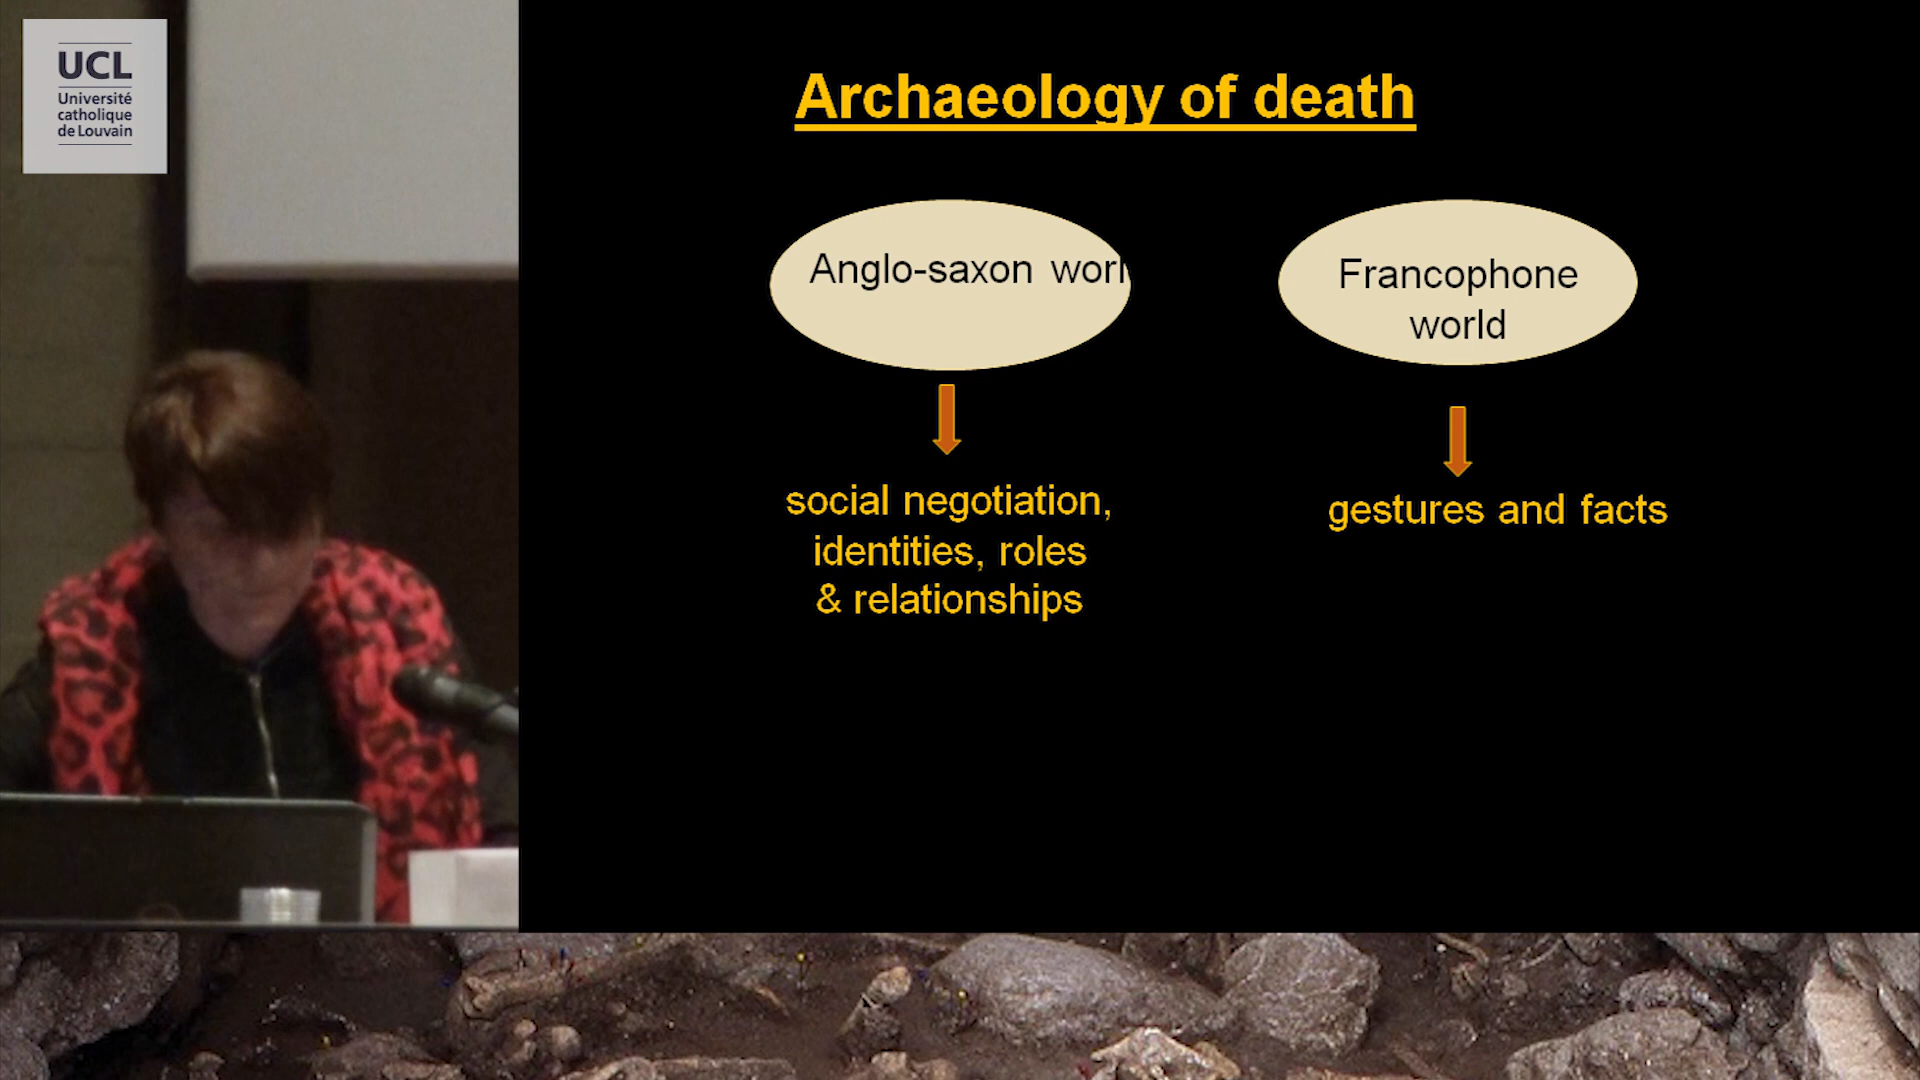 UCL
Université
catholique
de Louvain
Archaeology of death
Anglo-saxon worl
Francophone
world
social negotiation,
identities, roles
& relationships
gestures and facts